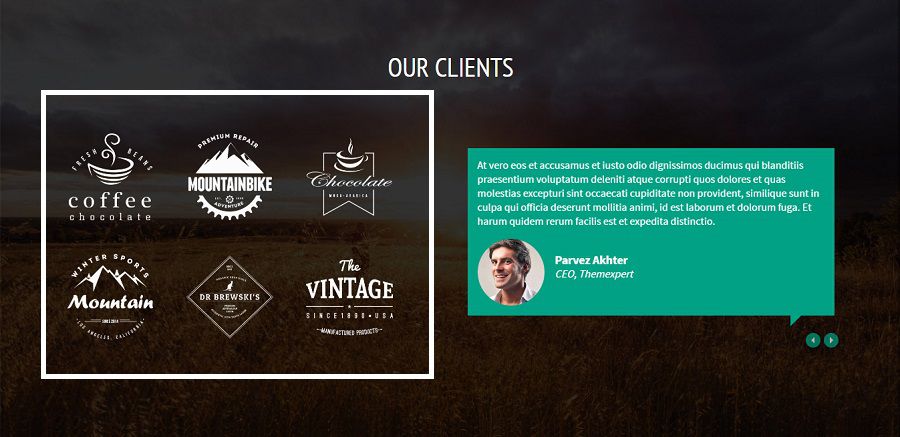 OUR CLIENTS
FRESH BEANS
coffee
chocolate
PREMIUM REPAIR
MOUNTAINBIKE
ADVENTURE
Chocolate
WINTER SPORTS
Mountain
SINCE 2014
LOS ANGELES, CALIFORNIA
DR BREWSKI'S
The
VINTAGE
SINCE1890 USA
MANUFACTURED PRODUCTS
At vero eos et accusamus et iusto odio dignissimos ducimus qui blanditiis
praesentium voluptatum deleniti atque corrupti quos dolores et quas
molestias excepturi sint occaecati cupiditate non provident, similique sunt in
culpa qui officia deserunt mollitia animi, id est laborum et dolorum fuga. Et
harum quidem rerum facilis est et expedita distinctio.
Parvez Akhter
CEO, Themexpert